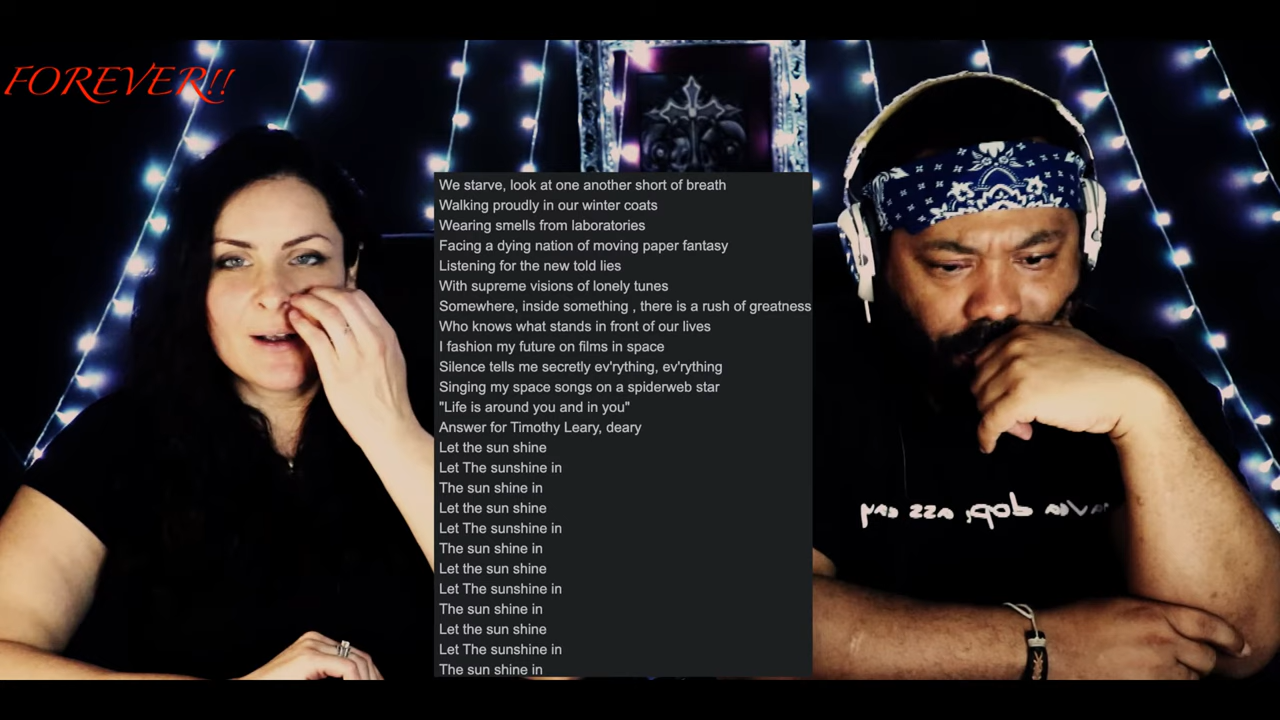 FOREVER!!
We starve, look at one another short of breath
Walking proudly in our winter coats
Wearing smells from laboratories
Facing a dying nation of moving paper fantasy
Listening for the new told lies
With supreme visions of lonely tunes
Somewhere, inside something , there is a rush of greatness
Who knows what stands in front of our lives
I fashion my future on films in space
Silence tells me secretly ev'rything, ev'rything
Singing my space songs on a spiderweb star
"Life is around you and in you"
Answer for Timothy Leary, deary
Let the sun shine
Let The sunshine in
The sun shine in
Let the sun shine
Let The sunshine in
The sun shine in
Let the sun shine
Let The sunshine in
The sun shine in
Let the sun shine
Let The sunshine in
The sun shine in